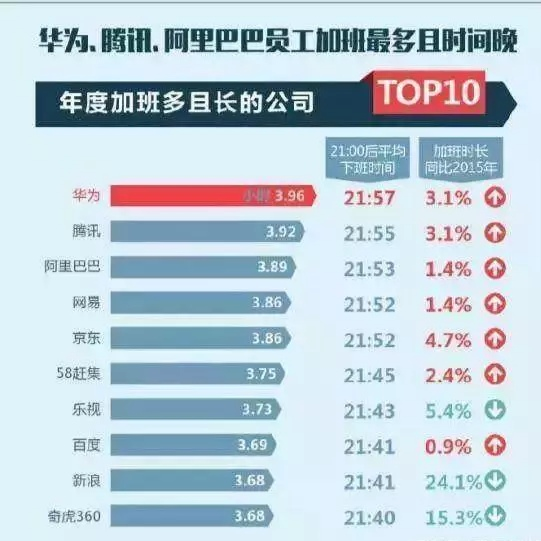 华为、腾讯、阿里巴巴员工加班最多且时间晚
年度加班多且长的公司 TOP10
21:00后平均 加班时长
下班时间 同比2015年
华为 小时 3.96 21:57 3.1%
腾讯 3.92 21:55 3.1%
阿里巴巴 3.89 21:53 1.4%
网易 3.86 21:52 1.4%
京东 3.86 21:52 4.7%
58赶集 3.75 21:45 2.4%
乐视 3.73 21:43 5.4%
百度 3.69 21:41 0.9%
新浪 3.68 21:41 24.1%
奇虎360 3.68 21:40 15.3%